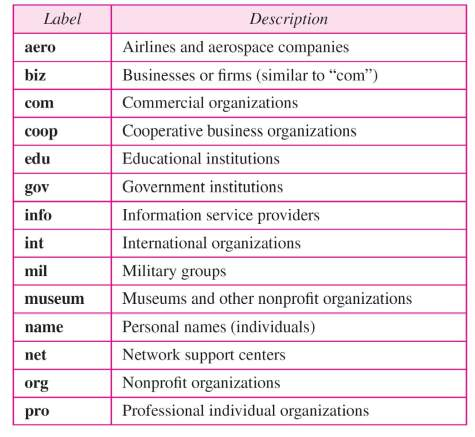 Label Description
aero Airlines and aerospace companies
biz Businesses or firms (similar to “com”)
com Commercial organizations
coop Cooperative business organizations
edu Educational institutions
gov Government institutions
info Information service providers
int International organizations
mil Military groups
museum Museums and other nonprofit organizations
name Personal names (individuals)
net Network support centers
org Nonprofit organizations
pro Professional individual organizations